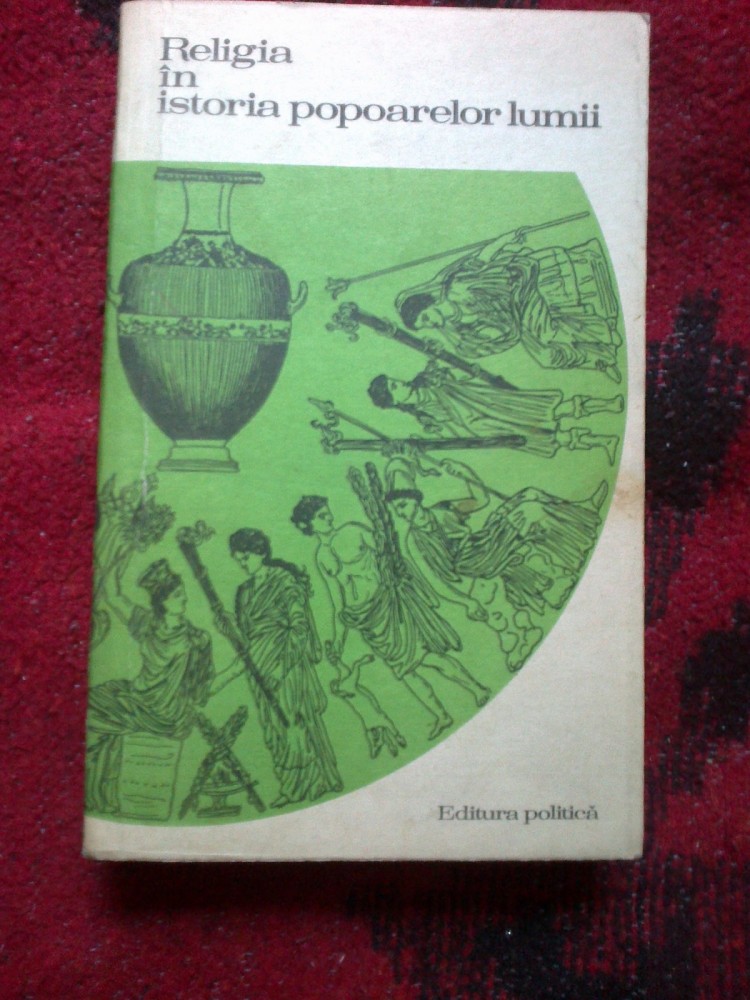 Religia
în
istoria popoarelor lumii
Editura politică